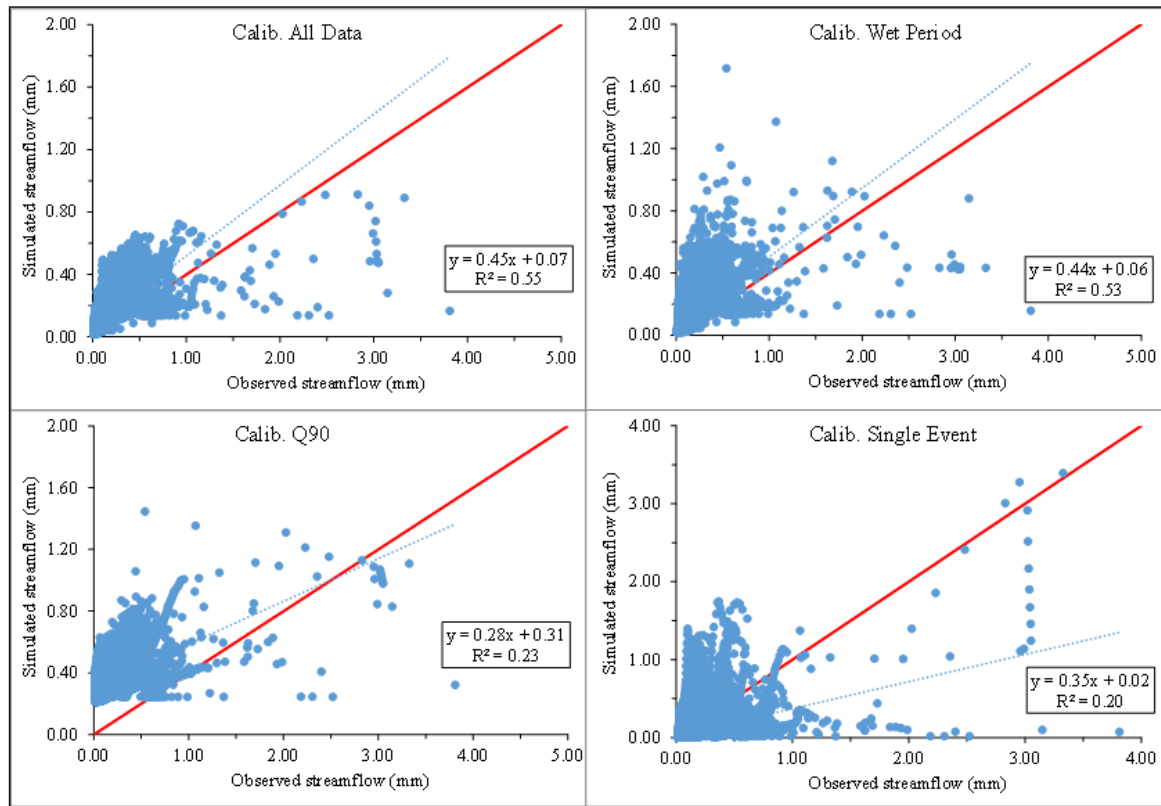 Calib. All Data
2.00
1.60
1.20
0.80
0.40
0.00
Simulated streamflow (mm)
y = 0.45x + 0.07
R² = 0.55
0.00 1.00 2.00 3.00 4.00 5.00
Observed streamflow (mm)
Calib. Wet Period
2.00
1.60
1.20
0.80
0.40
0.00
Simulated streamflow (mm)
y = 0.44x + 0.06
R² = 0.53
0.00 1.00 2.00 3.00 4.00 5.00
Observed streamflow (mm)
Calib. Q90
2.00
1.60
1.20
0.80
0.40
0.00
Simulated streamflow (mm)
y = 0.28x + 0.31
R² = 0.23
0.00 1.00 2.00 3.00 4.00 5.00
Observed streamflow (mm)
Calib. Single Event
4.00
3.00
2.00
1.00
0.00
Simulated streamflow (mm)
y = 0.35x + 0.02
R² = 0.20
0.00 1.00 2.00 3.00 4.00
Observed streamflow (mm)